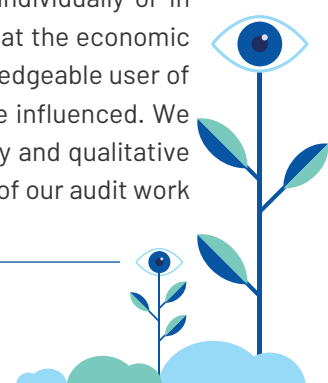 individually or in
at the economic
edgeable user of
e influenced. We
y and qualitative
of our audit work